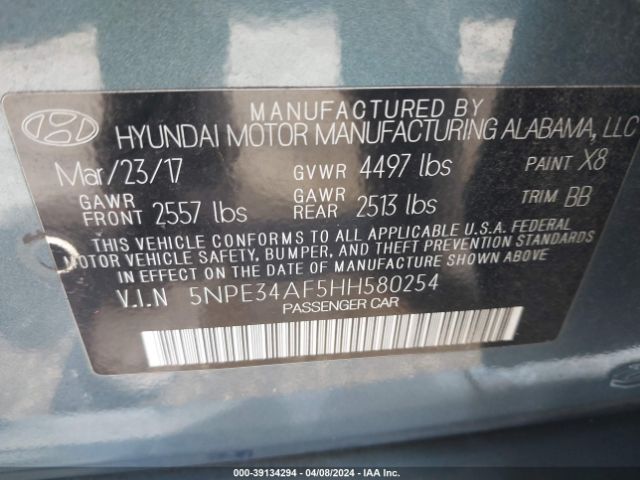 MANUFACTURED BY
HYUNDAI MOTOR MANUFACTURING ALABAMA, LLC
Mar/23/17 GVWR 4497 lbs PAINT X8
GAWR FRONT 2557 lbs GAWR REAR 2513 lbs TRIM BB
THIS VEHICLE CONFORMS TO ALL APPLICABLE U.S.A. FEDERAL
MOTOR VEHICLE SAFETY, BUMPER, AND THEFT PREVENTION STANDARDS
IN EFFECT ON THE DATE OF MANUFACTURE SHOWN ABOVE.
V.I.N 5NPE34AF5HH580254
PASSENGER CAR
000-39134294 - 04/08/2024 - IAA Inc.